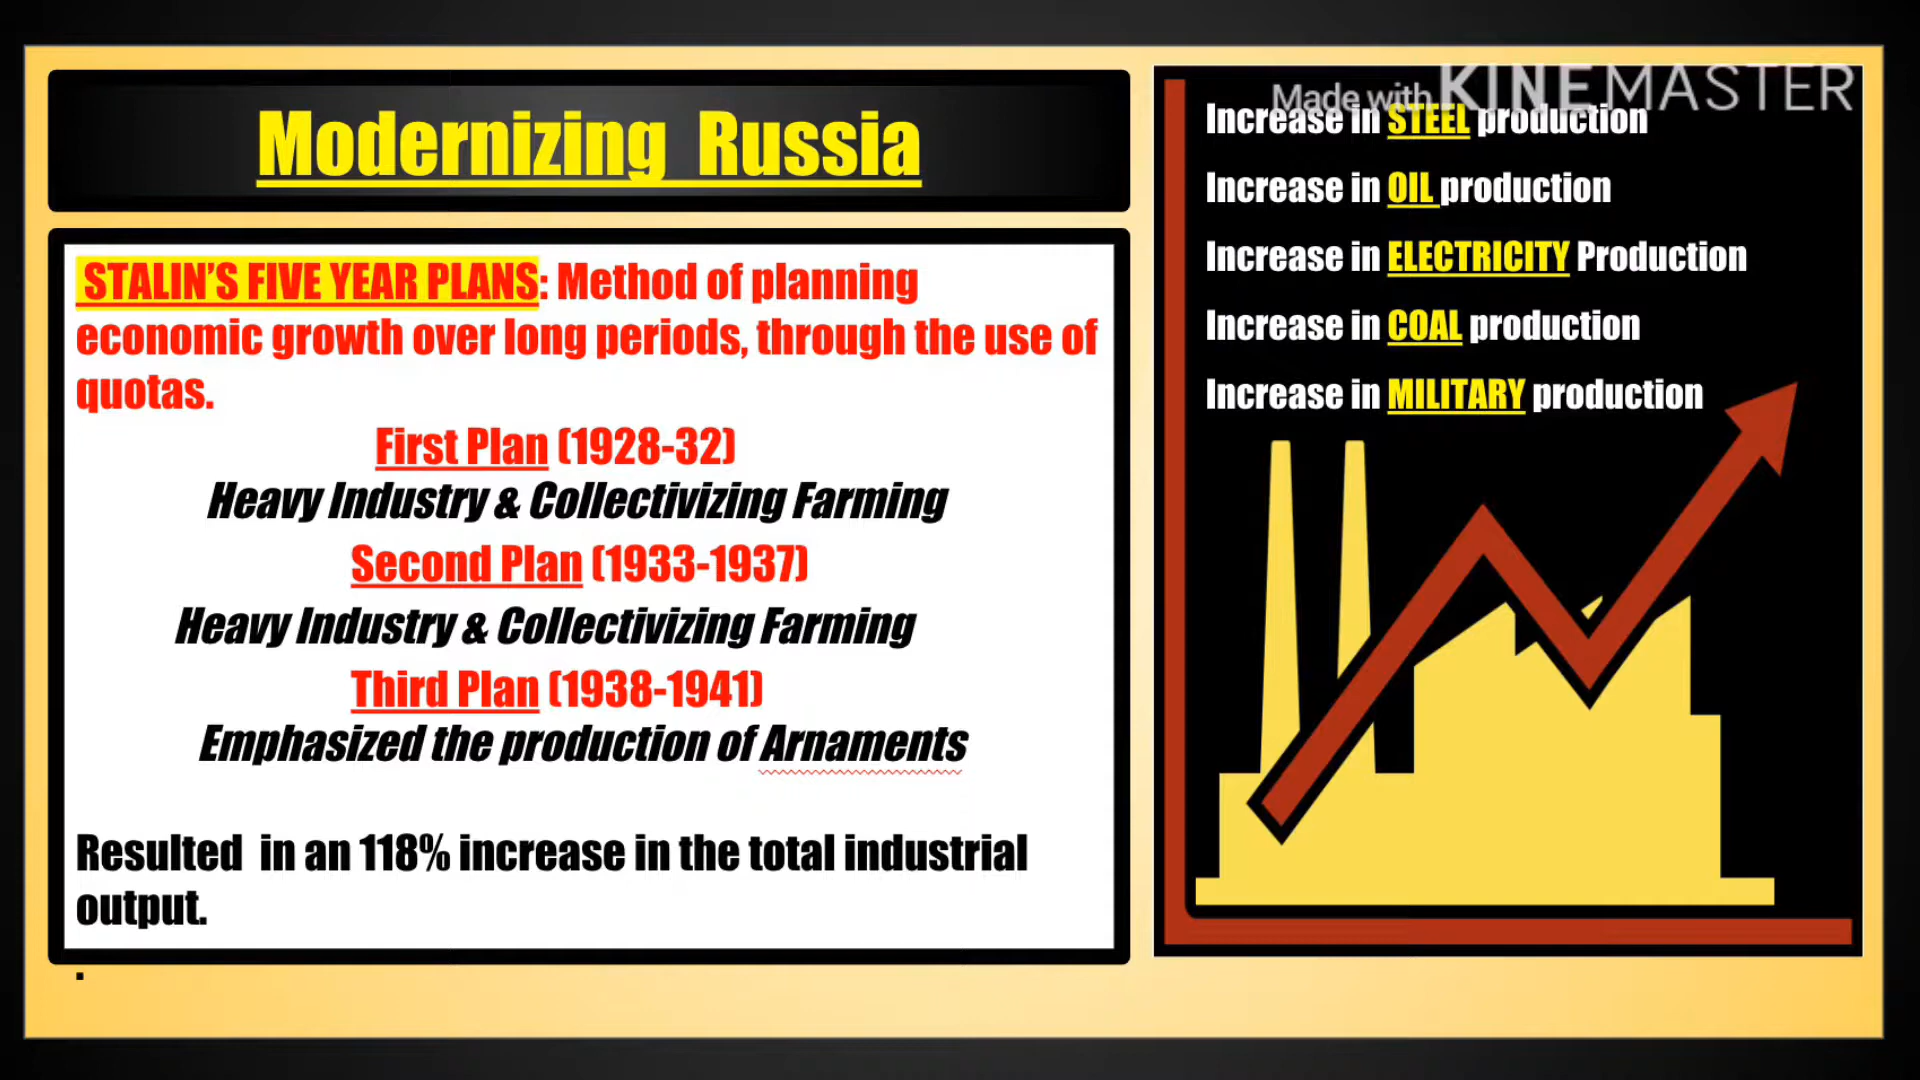 Modernizing Russia
STALIN'S FIVE YEAR PLANS: Method of planning
economic growth over long periods, through the use of
quotas.
First Plan (1928-32)
Heavy Industry & Collectivizing Farming
Second Plan (1933-1937)
Heavy Industry & Collectivizing Farming
Third Plan (1938-1941)
Emphasized the production of Arnaments
Resulted in an 118% increase in the total industrial
output.
.
Made with KINEMASTER
Increase in STEEL production
Increase in OIL production
Increase in ELECTRICITY Production
Increase in COAL production
Increase in MILITARY production